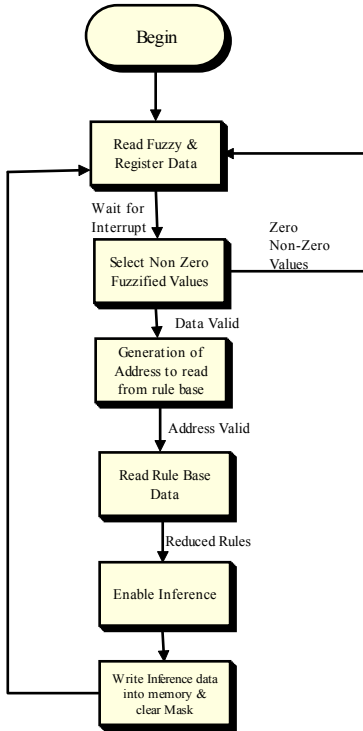 Begin
Read Fuzzy &
Register Data
Wait for
Interrupt
Zero
Non-Zero
Values
Select Non Zero
Fuzzified Values
Data Valid
Generation of
Address to read
from rule base
Address Valid
Read Rule Base
Data
Reduced Rules
Enable Inference
Write Inference data
into memory &
clear Mask